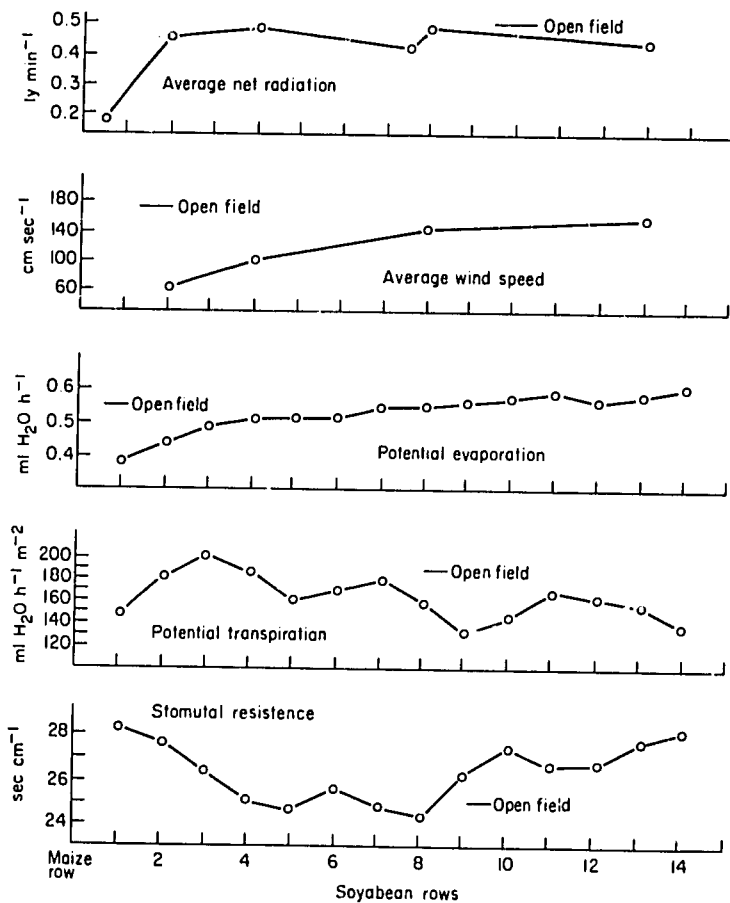 0.5
0.4
0.3
0.2
ly min⁻¹
Open field
Average net radiation
180
140
100
60
cm sec⁻¹
Open field
Average wind speed
0.6
0.5
0.4
ml H₂O h⁻¹
Open field
Potential evaporation
200
180
160
140
120
ml H₂O h⁻¹ m⁻²
Open field
Potential transpiration
28
26
24
sec cm⁻¹
Stomutal resistence
Open field
Maize row
2 4 6 8 10 12 14
Soyabean rows